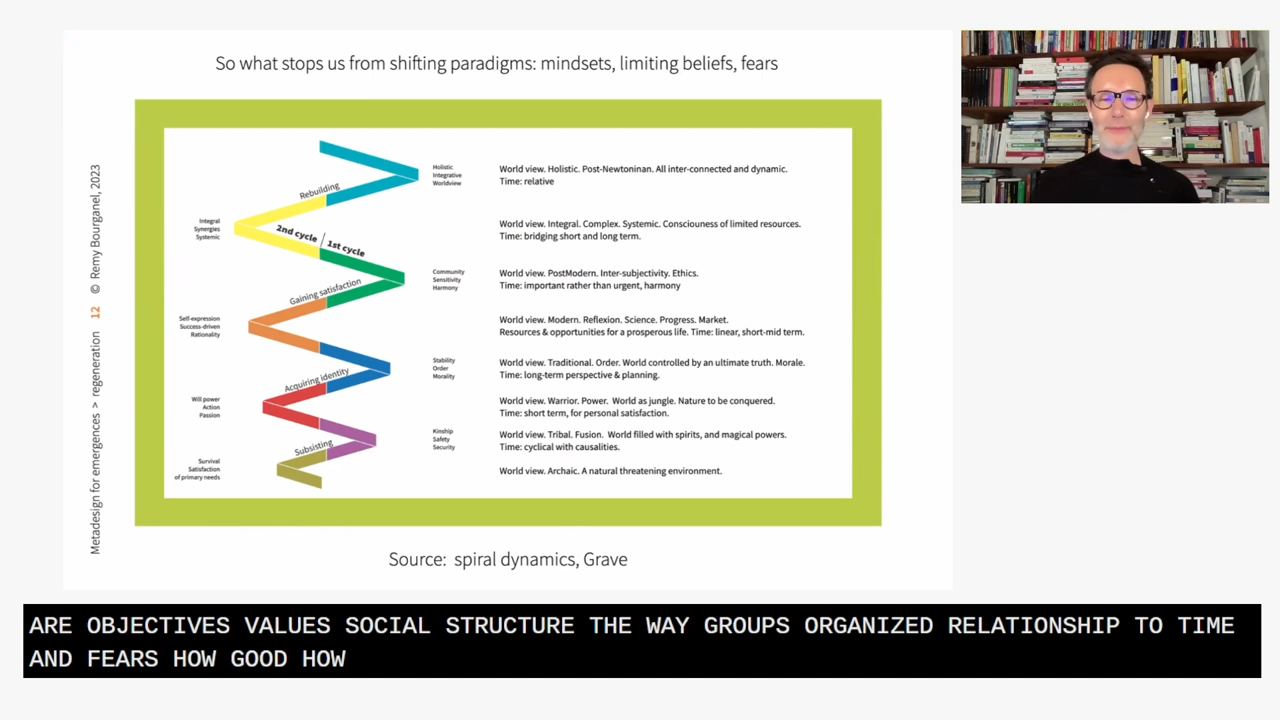 So what stops us from shifting paradigms: mindsets, limiting beliefs, fears
Metadesign for emergences > regeneration 12 © Remy Bourganel, 2023
Holistic
Integrative
Worldview
World view. Holistic. Post-Newtoninan. All inter-connected and dynamic.
Time: relative
Rebuilding
Integral
Synergies
Systemic
World view. Integral. Complex. Systemic. Consciouness of limited resources.
Time: bridging short and long term.
2nd cycle / 1st cycle
Community
Sensitivity
Harmony
World view. PostModern. Inter-subjectivity. Ethics.
Time: important rather than urgent, harmony
Gaining satisfaction
Self-expression
Success-driven
Rationality
World view. Modern. Reflexion. Science. Progress. Market.
Resources & opportunities for a prosperous life. Time: linear, short-mid term.
Stability
Order
Morality
World view. Traditional. Order. World controlled by an ultimate truth. Morale.
Time: long-term perspective & planning.
Acquiring identity
Will power
Action
Passion
World view. Warrior. Power. World as jungle. Nature to be conquered.
Time: short term, for personal satisfaction.
Kinship
Safety
Security
World view. Tribal. Fusion. World filled with spirits, and magical powers.
Time: cyclical with causalities.
Subsisting
Survival
Satisfaction
of primary needs
World view. Archaic. A natural threatening environment.
Source: spiral dynamics, Grave
ARE OBJECTIVES VALUES SOCIAL STRUCTURE THE WAY GROUPS ORGANIZED RELATIONSHIP TO TIME
AND FEARS HOW GOOD HOW